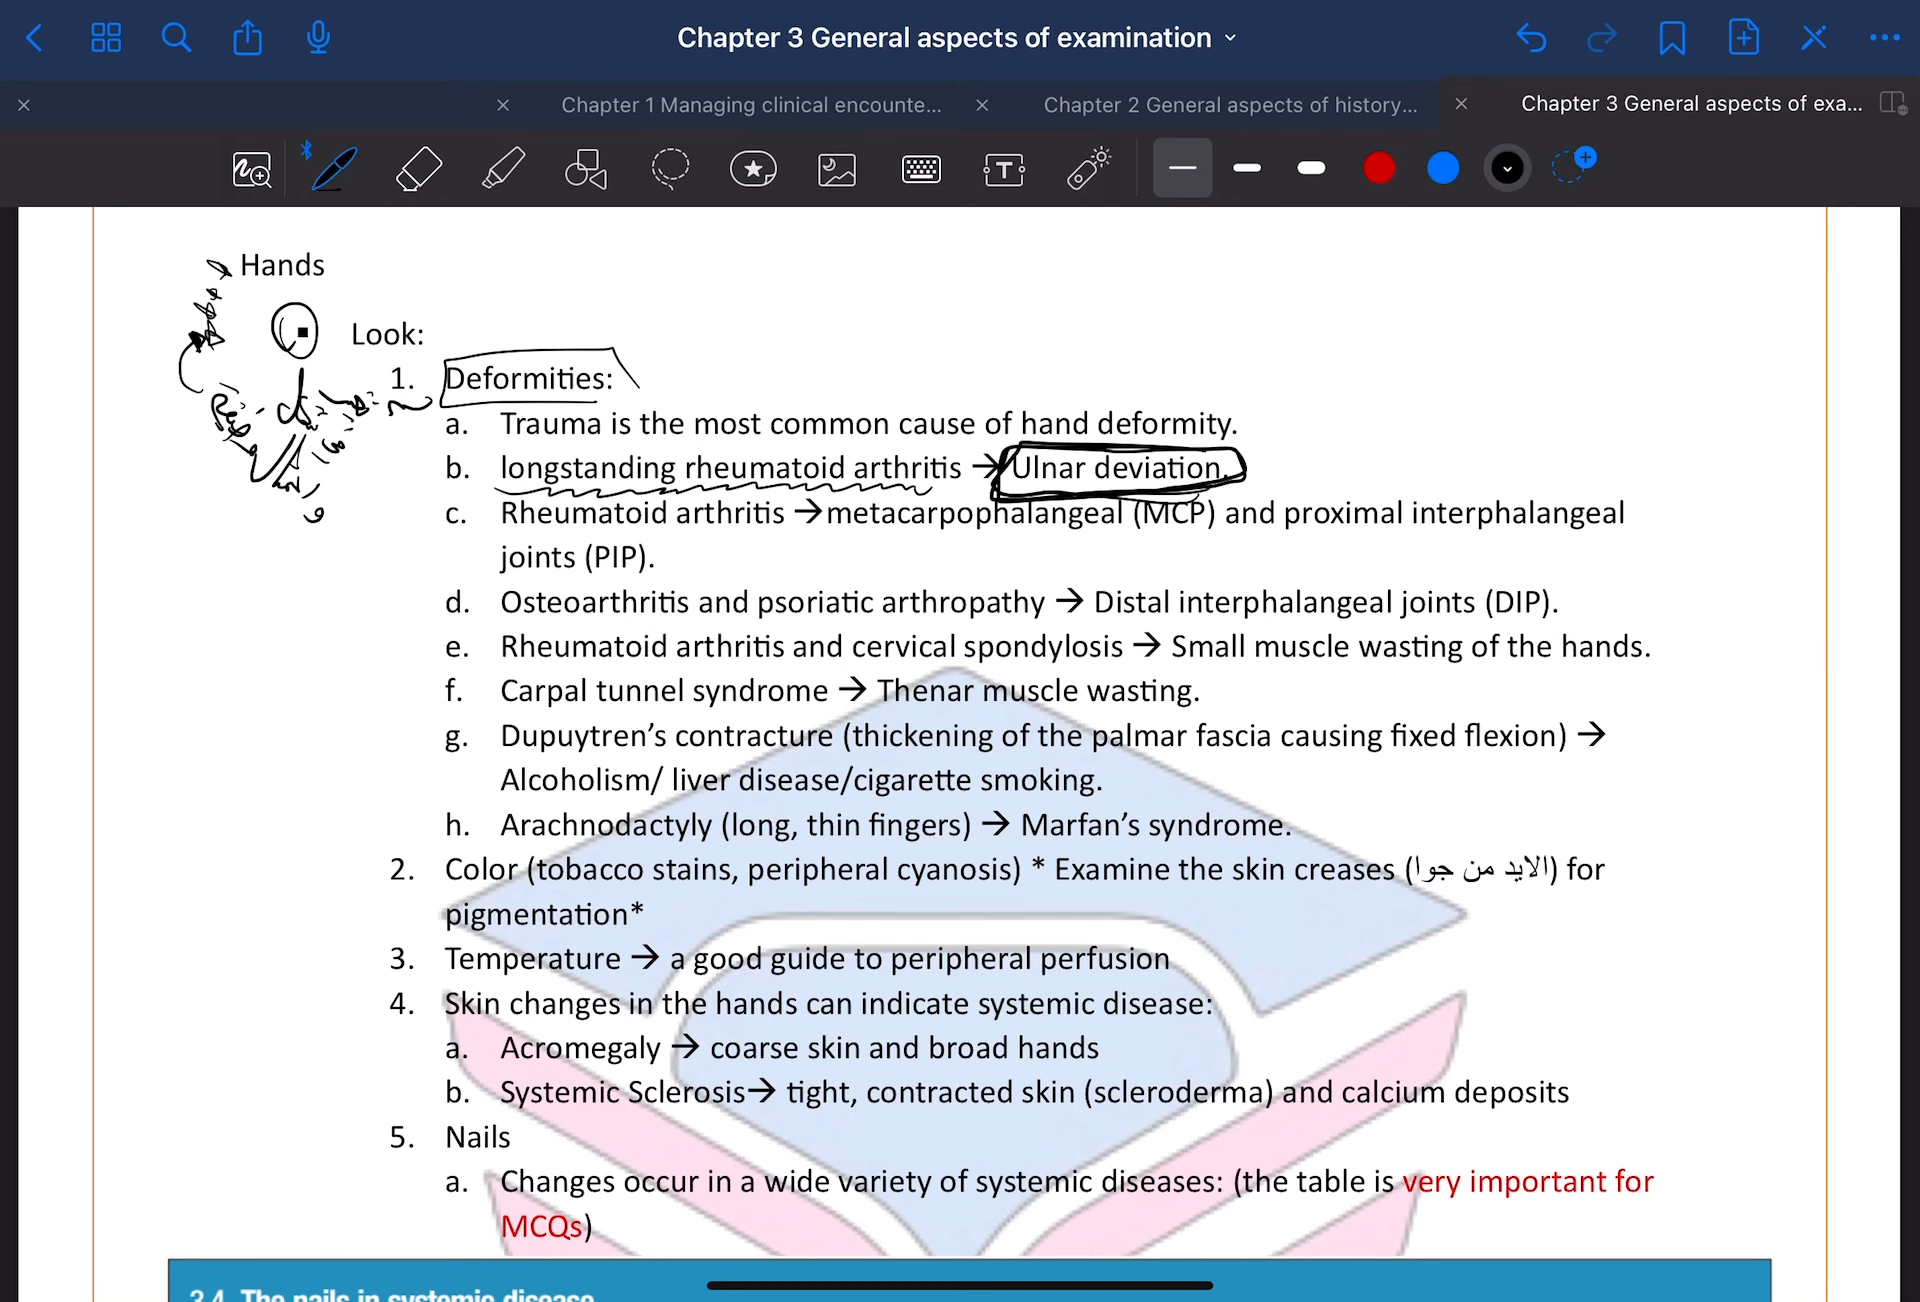 Chapter 3 General aspects of examination
Chapter 1 Managing clinical encounte...
Chapter 2 General aspects of history...
Chapter 3 General aspects of exa...
Hands
Look:
1. Deformities:
a. Trauma is the most common cause of hand deformity.
b. longstanding rheumatoid arthritis → Ulnar deviation.
c. Rheumatoid arthritis → metacarpophalangeal (MCP) and proximal interphalangeal
joints (PIP).
d. Osteoarthritis and psoriatic arthropathy → Distal interphalangeal joints (DIP).
e. Rheumatoid arthritis and cervical spondylosis → Small muscle wasting of the hands.
f. Carpal tunnel syndrome → Thenar muscle wasting.
g. Dupuytren’s contracture (thickening of the palmar fascia causing fixed flexion) →
Alcoholism/ liver disease/cigarette smoking.
h. Arachnodactyly (long, thin fingers) → Marfan’s syndrome.
2. Color (tobacco stains, peripheral cyanosis) * Examine the skin creases (الايد من جوا) for
pigmentation*
3. Temperature → a good guide to peripheral perfusion
4. Skin changes in the hands can indicate systemic disease:
a. Acromegaly → coarse skin and broad hands
b. Systemic Sclerosis→ tight, contracted skin (scleroderma) and calcium deposits
5. Nails
a. Changes occur in a wide variety of systemic diseases: (the table is very important for
MCQs)
3.4 The nails in systemic disease